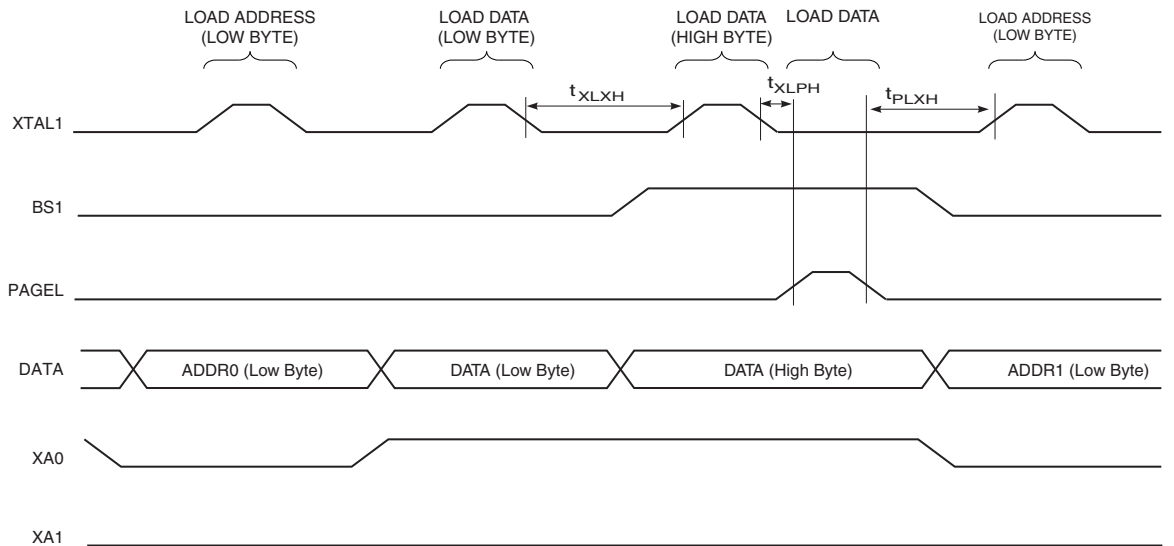 LOAD ADDRESS
(LOW BYTE)
LOAD DATA
(LOW BYTE)
LOAD DATA
(HIGH BYTE)
LOAD DATA
LOAD ADDRESS
(LOW BYTE)
tXLXH
tXLPH
tPLXH
XTAL1
BS1
PAGEL
DATA
ADDR0 (Low Byte)
DATA (Low Byte)
DATA (High Byte)
ADDR1 (Low Byte)
XA0
XA1